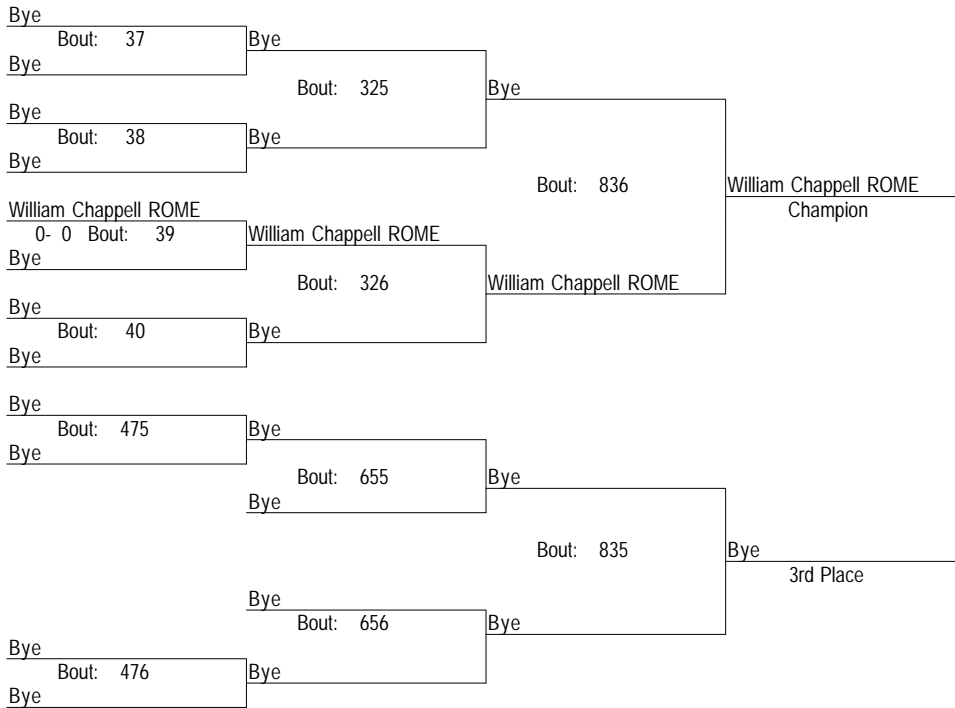 Bye
Bout: 37
Bye
Bye
Bout: 325
Bye
Bye
Bout: 38
Bye
Bye
Bout: 836
William Chappell ROME
Champion
William Chappell ROME
0- 0 Bout: 39
William Chappell ROME
Bye
Bout: 326
William Chappell ROME
Bye
Bout: 40
Bye
Bye
Bye
Bout: 475
Bye
Bye
Bout: 655
Bye
Bye
Bout: 835
Bye
3rd Place
Bye
Bout: 656
Bye
Bye
Bout: 476
Bye
Bye